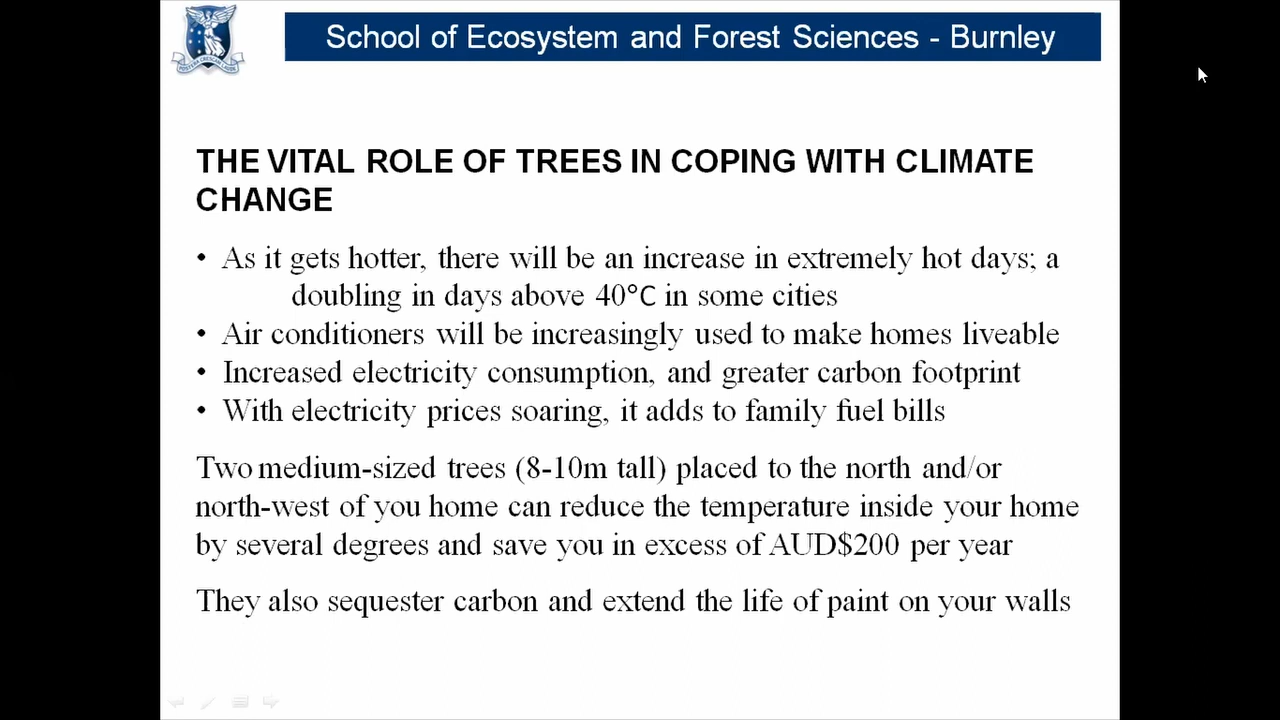 School of Ecosystem and Forest Sciences - Burnley
THE VITAL ROLE OF TREES IN COPING WITH CLIMATE
CHANGE
• As it gets hotter, there will be an increase in extremely hot days; a
doubling in days above 40°C in some cities
• Air conditioners will be increasingly used to make homes liveable
• Increased electricity consumption, and greater carbon footprint
• With electricity prices soaring, it adds to family fuel bills
Two medium-sized trees (8-10m tall) placed to the north and/or
north-west of you home can reduce the temperature inside your home
by several degrees and save you in excess of AUD$200 per year
They also sequester carbon and extend the life of paint on your walls